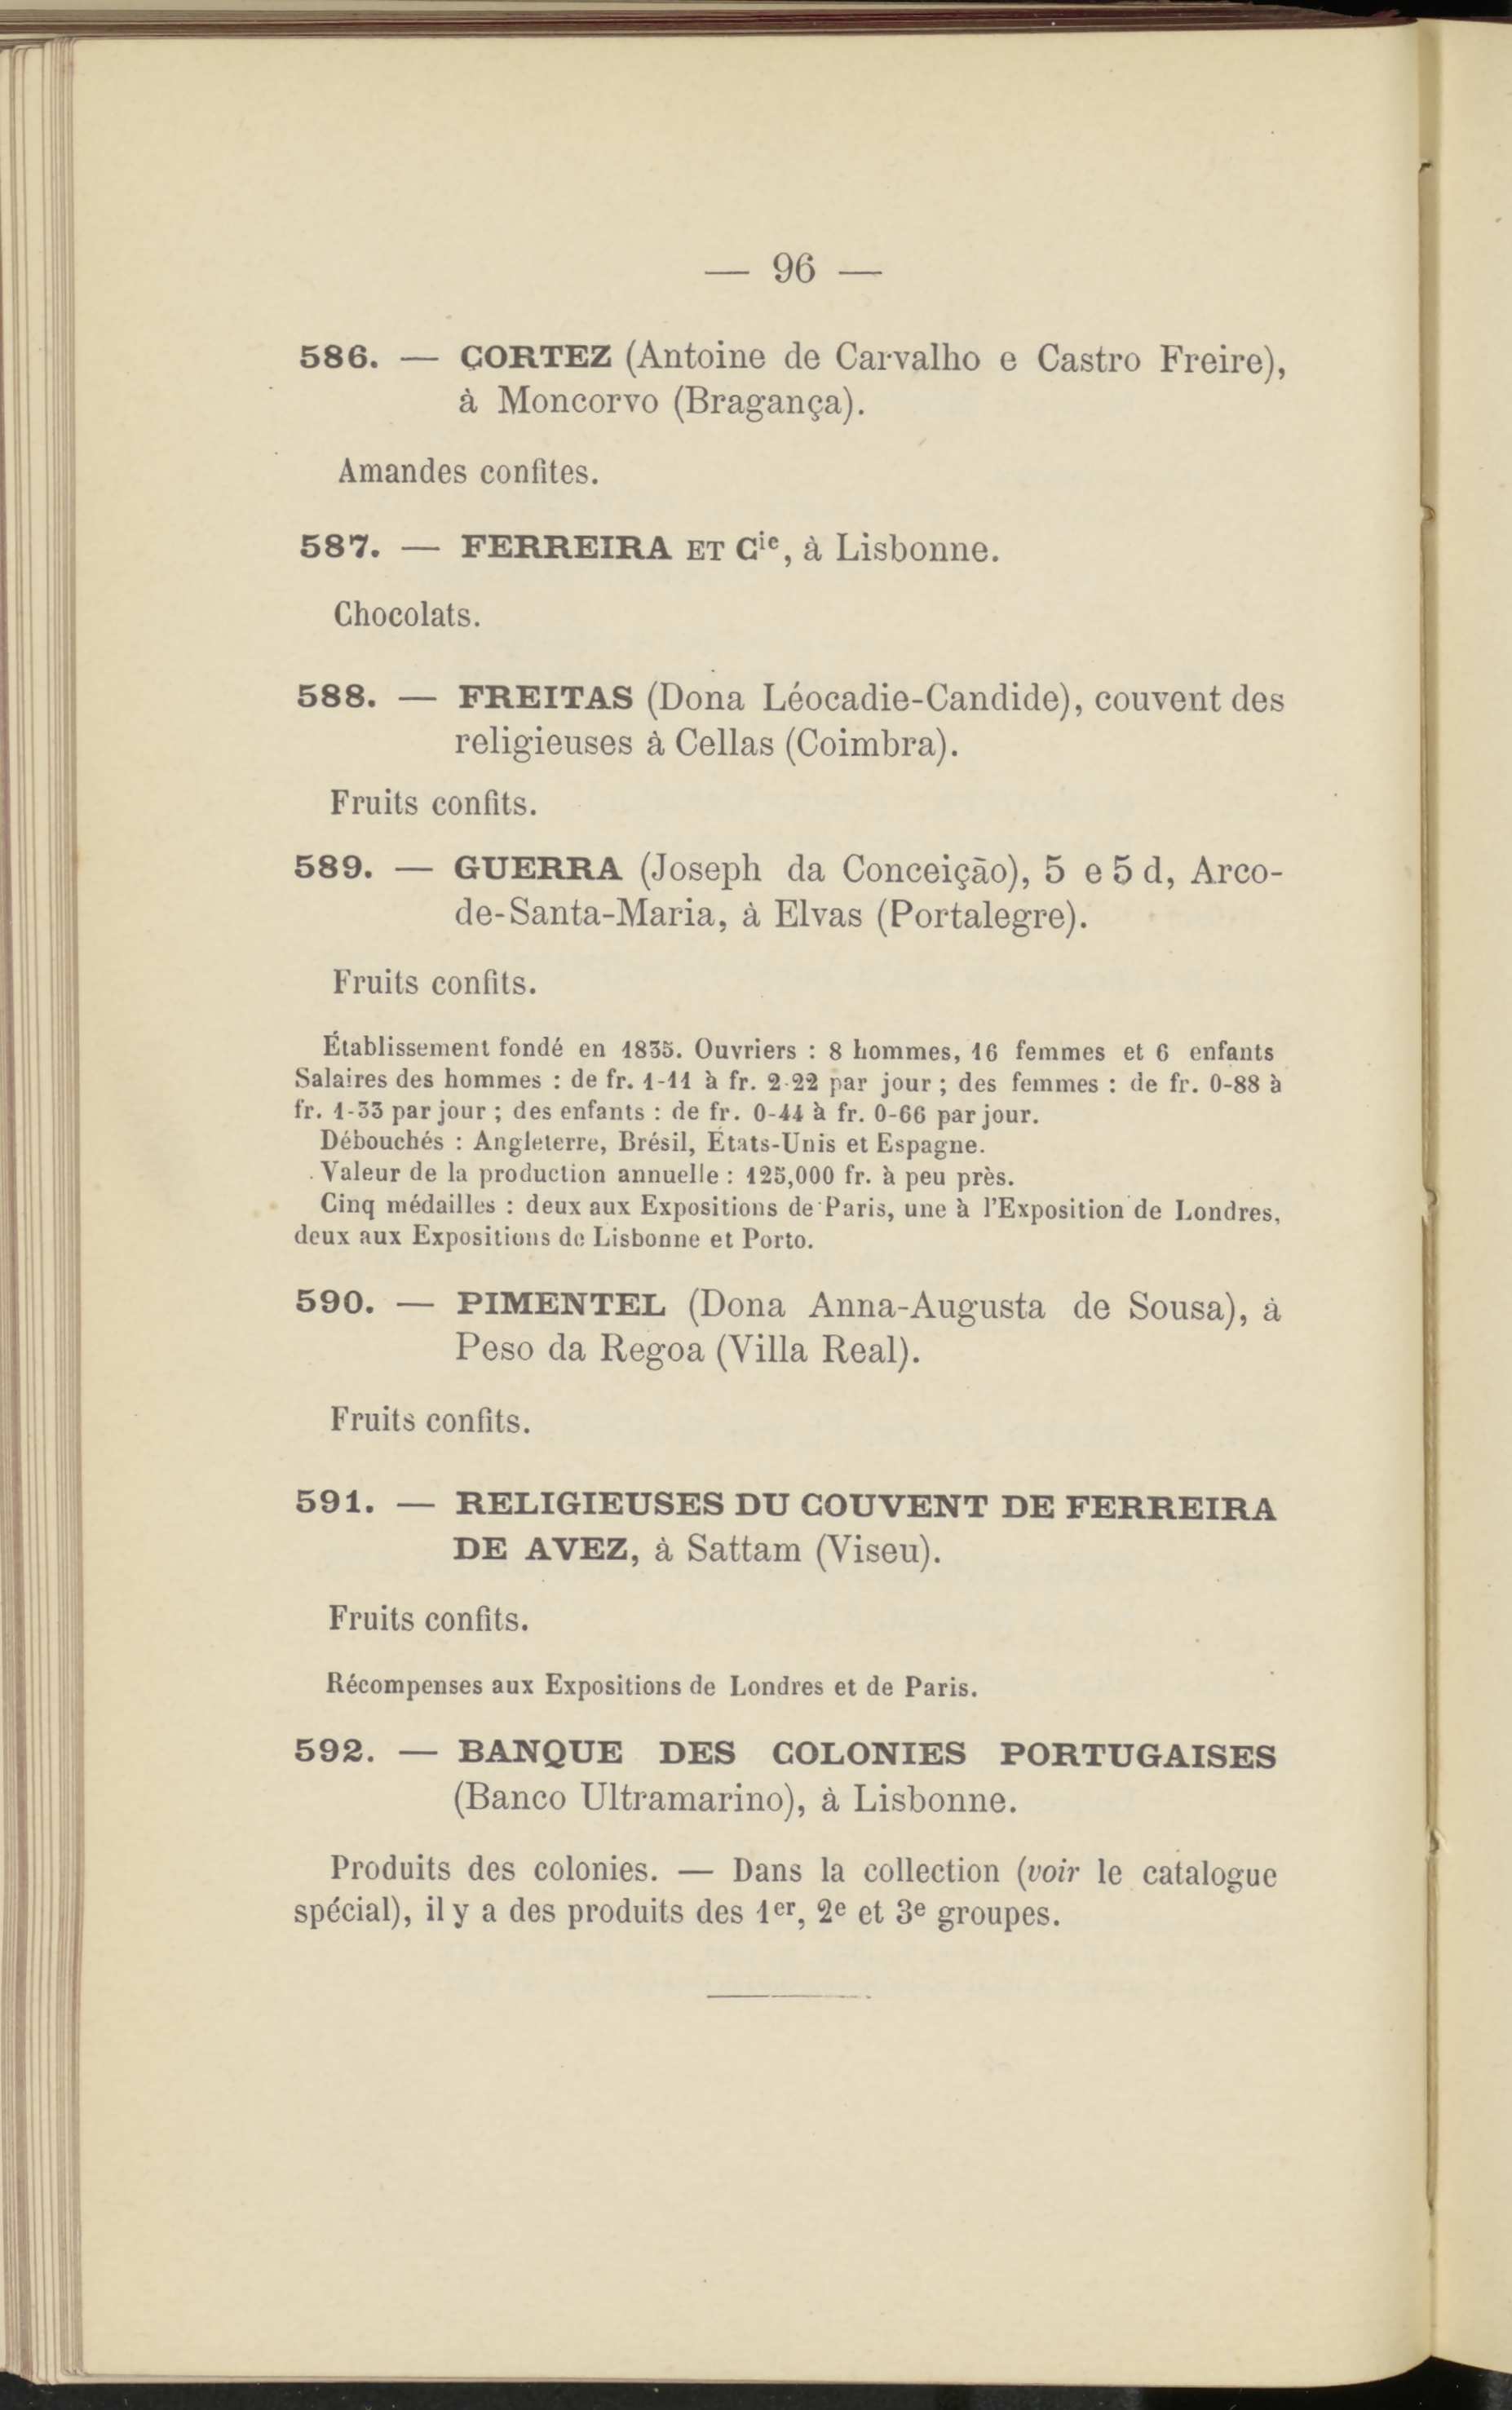 — 96 —
586. — CORTEZ (Antoine de Carvalho e Castro Freire),
à Moncorvo (Bragança).
Amandes confites.
587. — FERREIRA ET Cie, à Lisbonne.
Chocolats.
588. — FREITAS (Dona Léocadie-Candide), couvent des
religieuses à Cellas (Coimbra).
Fruits confits.
589. — GUERRA (Joseph da Conceição), 5 e 5 d, Arco-
de-Santa-Maria, à Elvas (Portalegre).
Fruits confits.
Établissement fondé en 1835. Ouvriers : 8 hommes, 16 femmes et 6 enfants
Salaires des hommes : de fr. 1-11 à fr. 2-22 par jour ; des femmes : de fr. 0-88 à
fr. 1-33 par jour ; des enfants : de fr. 0-44 à fr. 0-66 par jour.
Débouchés : Angleterre, Brésil, États-Unis et Espagne.
Valeur de la production annuelle : 125,000 fr. à peu près.
Cinq médailles : deux aux Expositions de Paris, une à l'Exposition de Londres,
deux aux Expositions de Lisbonne et Porto.
590. — PIMENTEL (Dona Anna-Augusta de Sousa), à
Peso da Regoa (Villa Real).
Fruits confits.
591. — RELIGIEUSES DU COUVENT DE FERREIRA
DE AVEZ, à Sattam (Viseu).
Fruits confits.
Récompenses aux Expositions de Londres et de Paris.
592. — BANQUE DES COLONIES PORTUGAISES
(Banco Ultramarino), à Lisbonne.
Produits des colonies. — Dans la collection (voir le catalogue
spécial), il y a des produits des 1er, 2e et 3e groupes.